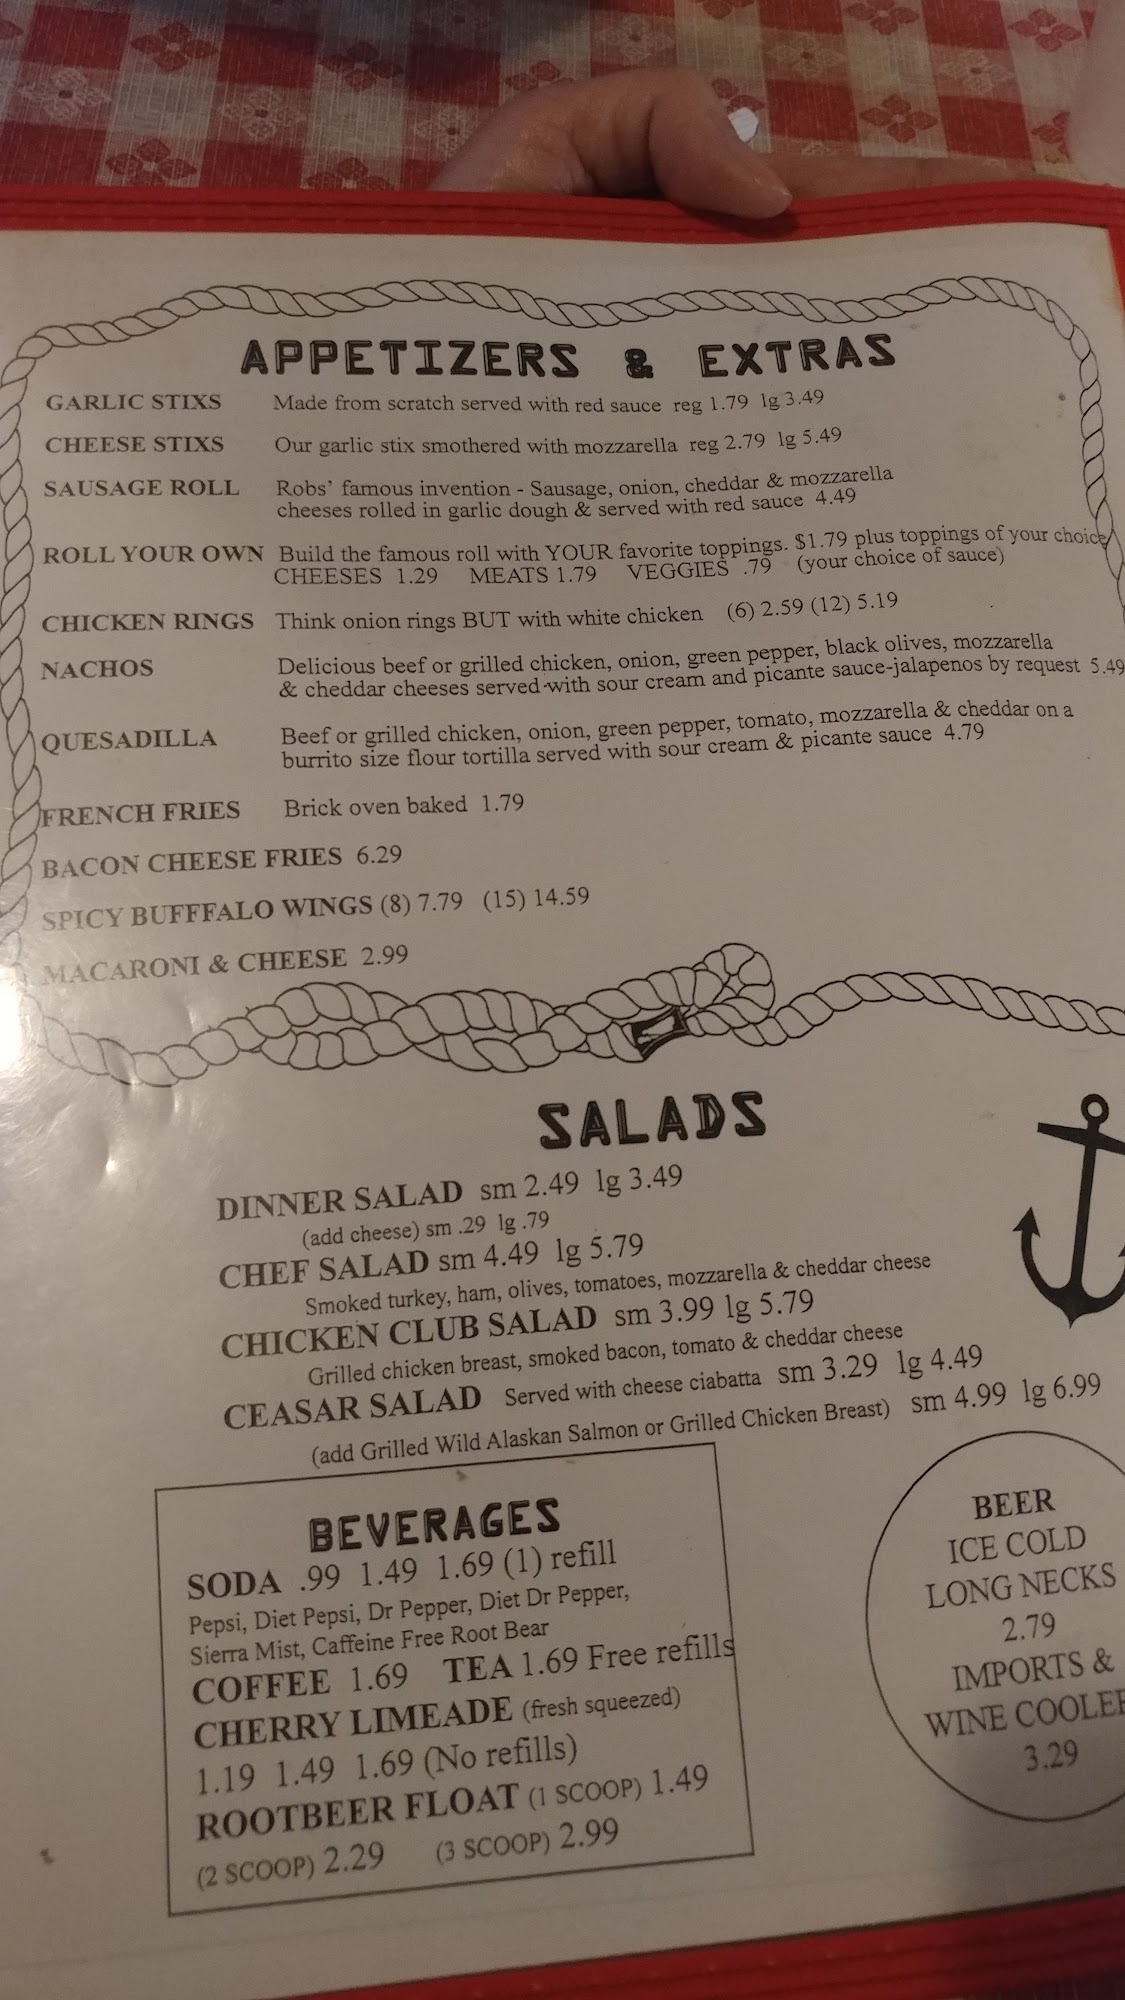 APPETIZERS & EXTRAS
GARLIC STIXS Made from scratch served with red sauce reg 1.79 lg 3.49
CHEESE STIXS Our garlic stix smothered with mozzarella reg 2.79 lg 5.49
SAUSAGE ROLL Robs' famous invention - Sausage, onion, cheddar & mozzarella
cheeses rolled in garlic dough & served with red sauce 4.49
ROLL YOUR OWN Build the famous roll with YOUR favorite toppings. $1.79 plus toppings of your choice
CHEESES 1.29 MEATS 1.79 VEGGIES .79 (your choice of sauce)
CHICKEN RINGS Think onion rings BUT with white chicken (6) 2.59 (12) 5.19
NACHOS Delicious beef or grilled chicken, onion, green pepper, black olives, mozzarella
& cheddar cheeses served with sour cream and picante sauce-jalapenos by request 5.49
QUESADILLA Beef or grilled chicken, onion, green pepper, tomato, mozzarella & cheddar on a
burrito size flour tortilla served with sour cream & picante sauce 4.79
FRENCH FRIES Brick oven baked 1.79
BACON CHEESE FRIES 6.29
SPICY BUFFFALO WINGS (8) 7.79 (15) 14.59
MACARONI & CHEESE 2.99
SALADS
DINNER SALAD sm 2.49 lg 3.49
(add cheese) sm .29 lg .79
CHEF SALAD sm 4.49 lg 5.79
Smoked turkey, ham, olives, tomatoes, mozzarella & cheddar cheese
CHICKEN CLUB SALAD sm 3.99 lg 5.79
Grilled chicken breast, smoked bacon, tomato & cheddar cheese
CEASAR SALAD Served with cheese ciabatta sm 3.29 lg 4.49
(add Grilled Wild Alaskan Salmon or Grilled Chicken Breast) sm 4.99 lg 6.99
BEVERAGES
SODA .99 1.49 1.69 (1) refill
Pepsi, Diet Pepsi, Dr Pepper, Diet Dr Pepper,
Sierra Mist, Caffeine Free Root Bear
COFFEE 1.69 TEA 1.69 Free refills
CHERRY LIMEADE (fresh squeezed)
1.19 1.49 1.69 (No refills)
ROOTBEER FLOAT (1 SCOOP) 1.49
(2 SCOOP) 2.29 (3 SCOOP) 2.99
BEER
ICE COLD
LONG NECKS
2.79
IMPORTS &
WINE
3.29